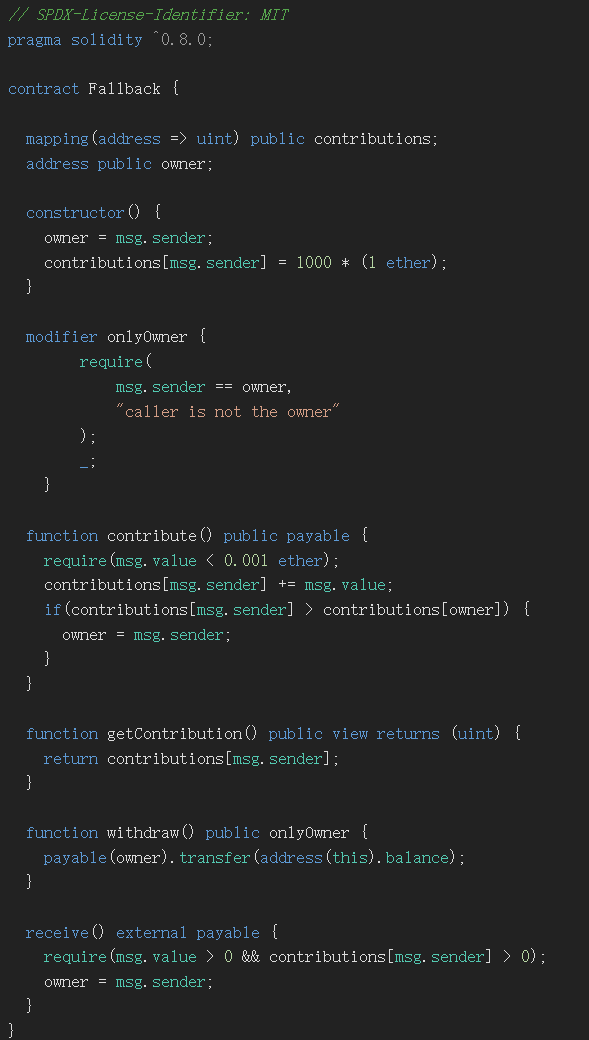 // SPDX-License-Identifier: MIT
pragma solidity ^0.8.0;

contract Fallback {

  mapping(address => uint) public contributions;
  address public owner;

  constructor() {
    owner = msg.sender;
    contributions[msg.sender] = 1000 * (1 ether);
  }

  modifier onlyOwner {
        require(
            msg.sender == owner,
            "caller is not the owner"
        );
        _;
    }

  function contribute() public payable {
    require(msg.value < 0.001 ether);
    contributions[msg.sender] += msg.value;
    if(contributions[msg.sender] > contributions[owner]) {
      owner = msg.sender;
    }
  }

  function getContribution() public view returns (uint) {
    return contributions[msg.sender];
  }

  function withdraw() public onlyOwner {
    payable(owner).transfer(address(this).balance);
  }

  receive() external payable {
    require(msg.value > 0 && contributions[msg.sender] > 0);
    owner = msg.sender;
  }
}